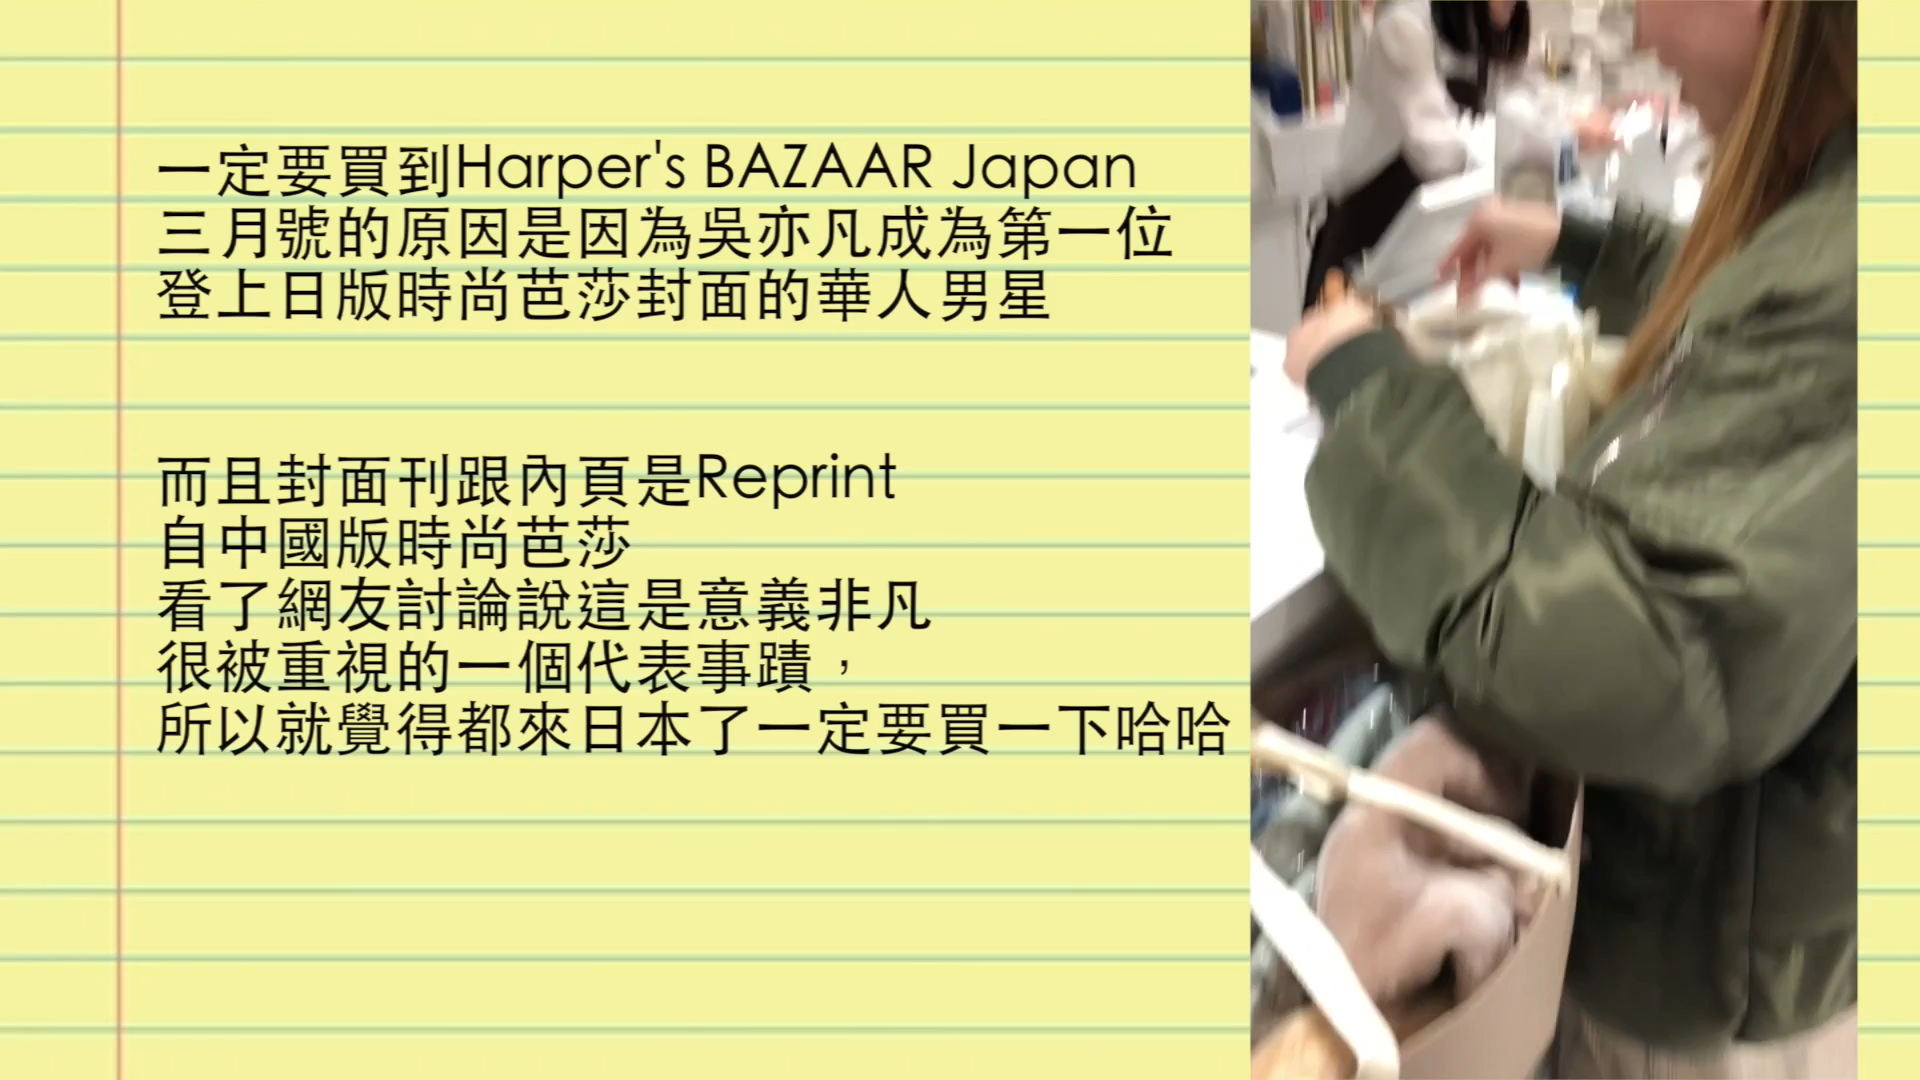 一定要買到Harper's BAZAAR Japan
三月號的原因是因為吳亦凡成為第一位
登上日版時尚芭莎封面的華人男星
而且封面刊跟內頁是Reprint
自中國版時尚芭莎
看了網友討論說這是意義非凡
很被重視的一個代表事蹟，
所以就覺得都來日本了一定要買一下哈哈